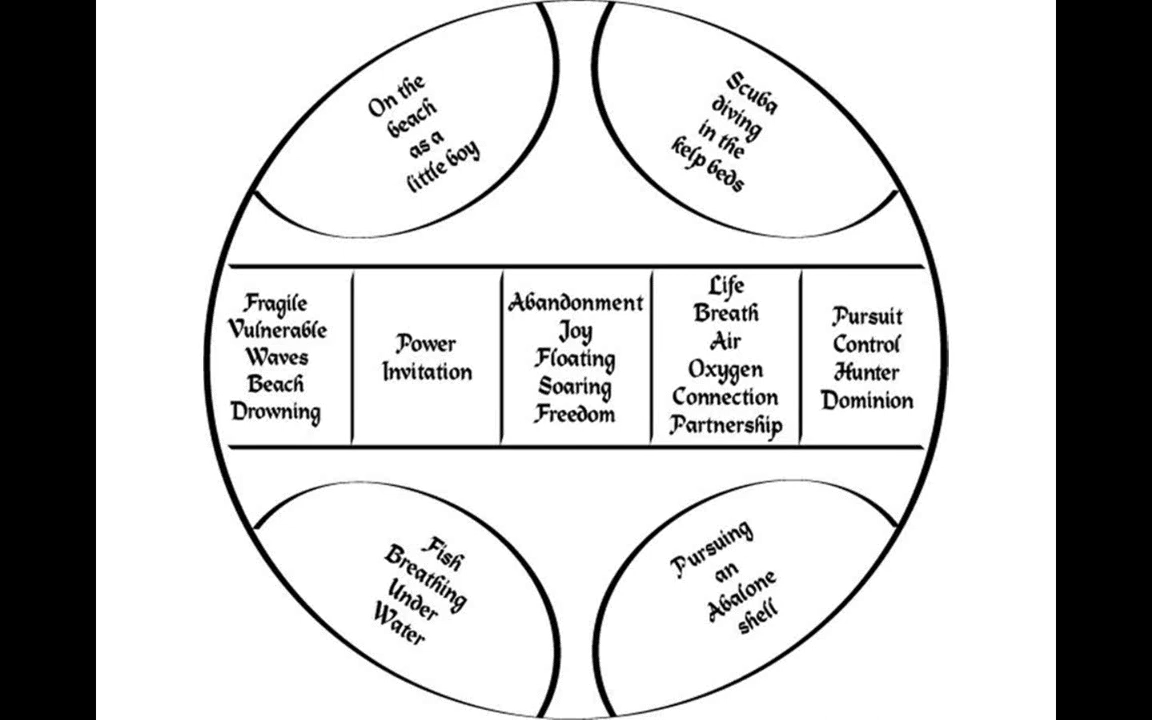 On the
beach
as a
little boy
Scuba
diving
in the
kelp beds
Fragile
Vulnerable
Waves
Beach
Drowning
Power
Invitation
Abandonment
Joy
Floating
Soaring
Freedom
Life
Breath
Air
Oxygen
Connection
Partnership
Pursuit
Control
Hunter
Dominion
Fish
Breathing
Under
Water
Pursuing
an
Abalone
shell